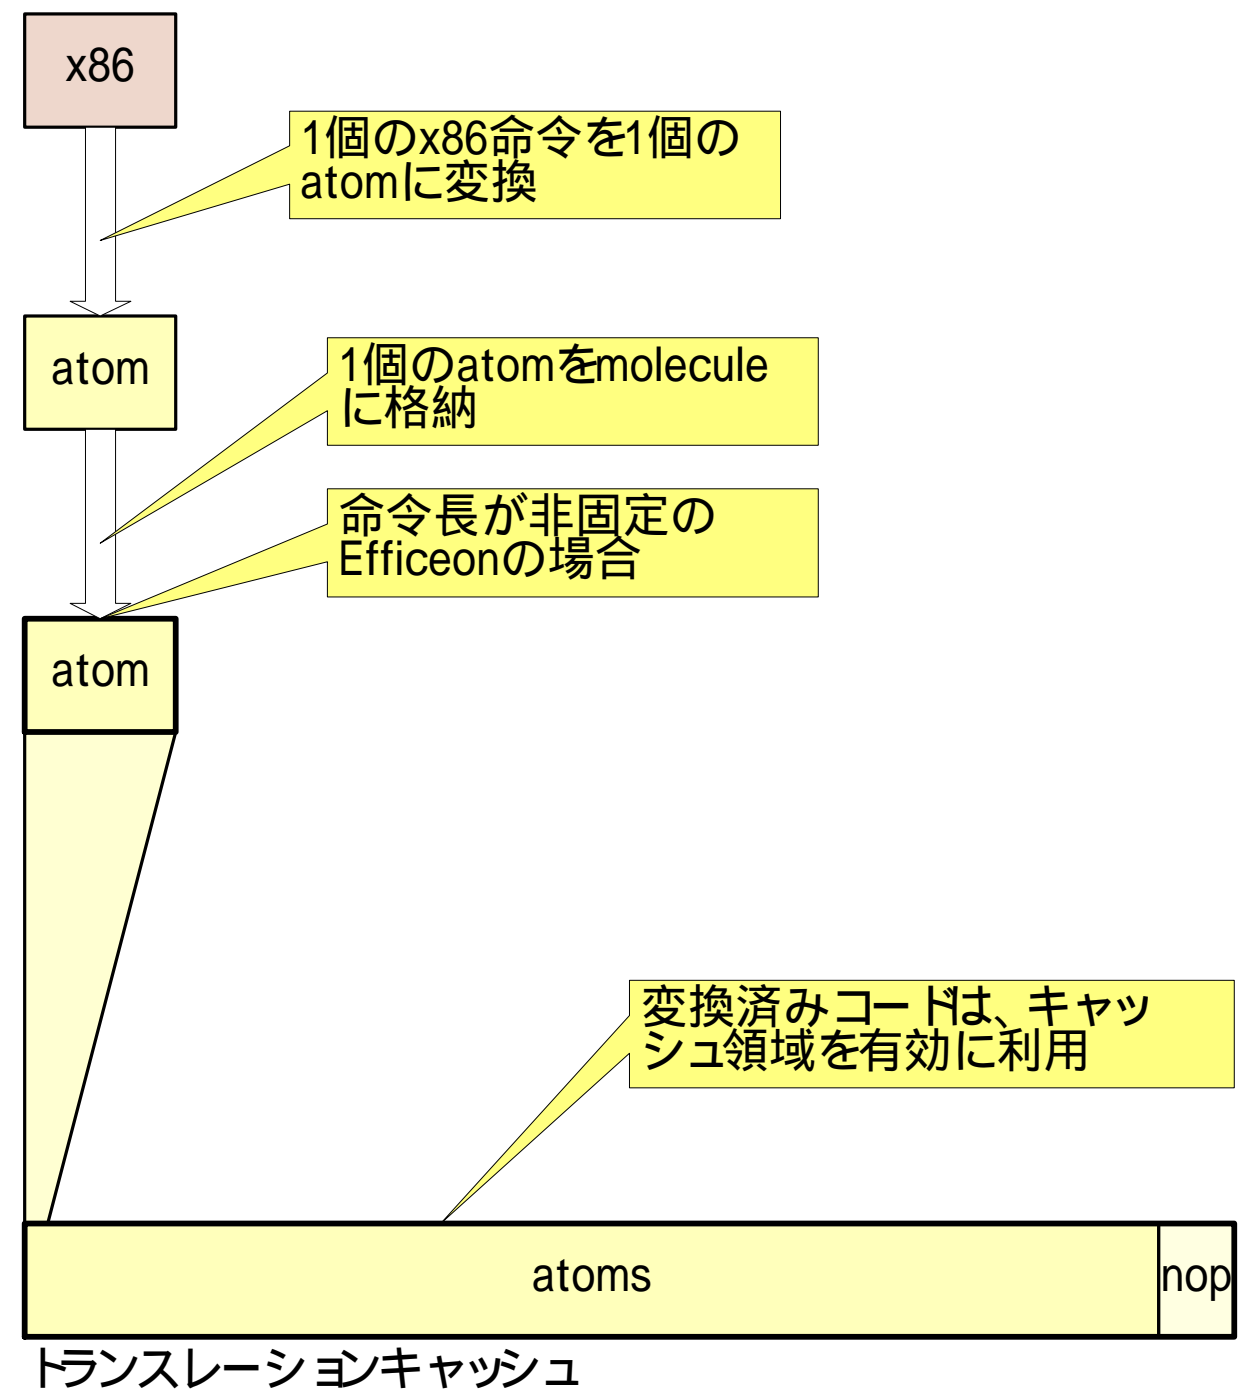 x86
1個のx86命令を1個の
atomに変換
atom
1個のatomをmolecule
に格納
命令長が非固定の
Efficeonの場合
atom
変換済みコードは、キャッ
シュ領域を有効に利用
atoms
nop
トランスレーションキャッシュ